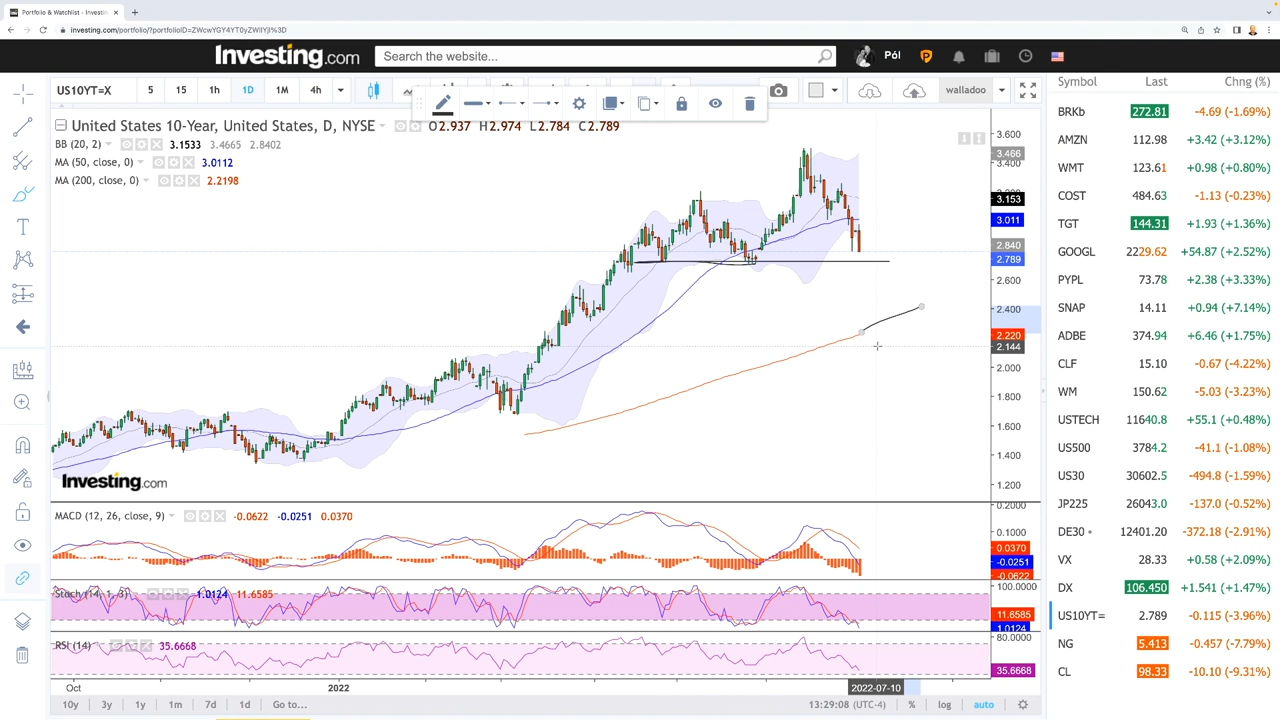 Portfolio & Watchlist - Investin
investing.com/portfolio/?portfolioID=ZWcwYGY4YT0yZWIIYjI%3D
Investing.com
Search the website...
Pól
US10YT=X 5 15 1h 1D 1M 4h
walladoo
United States 10-Year, United States, D, NYSE
O2.937 H2.974 L2.784 C2.789
BB (20, 2) 3.1533 3.4665 2.8402
MA (50, close, 0) 3.0112
MA (200, close, 0) 2.2198
3.600
3.466
3.400
3.153
3.011
2.840
2.789
2.600
2.400
2.220
2.144
2.000
1.800
1.600
1.400
1.200
Investing.com
MACD (12, 26, close, 9) -0.0622 -0.0251 0.0370
0.2000
0.1000
0.0370
-0.0251
-0.0622
Stoch (14, 1, 3) 1.0124 11.6585
100.0000
11.6585
1.0124
RSI (14) 35.6668
80.0000
35.6668
Oct 2022 2022-07-10
10y 3y 1y 1m 7d 1d Go to...
13:29:08 (UTC-4) % log auto
Symbol Last Chng (%)
BRKb 272.81 -4.69 (-1.69%)
AMZN 112.98 +3.42 (+3.12%)
WMT 123.61 +0.98 (+0.80%)
COST 484.63 -1.13 (-0.23%)
TGT 144.31 +1.93 (+1.36%)
GOOGL 2229.62 +54.87 (+2.52%)
PYPL 73.78 +2.38 (+3.33%)
SNAP 14.11 +0.94 (+7.14%)
ADBE 374.94 +6.46 (+1.75%)
CLF 15.10 -0.67 (-4.22%)
WM 150.62 -5.03 (-3.23%)
USTECH 11640.8 +55.1 (+0.48%)
US500 3784.2 -41.1 (-1.08%)
US30 30602.5 -494.8 (-1.59%)
JP225 26043.0 -137.0 (-0.52%)
DE30 12401.20 -372.18 (-2.91%)
VX 28.33 +0.58 (+2.09%)
DX 106.450 +1.541 (+1.47%)
US10YT= 2.789 -0.115 (-3.96%)
NG 5.413 -0.457 (-7.79%)
CL 98.33 -10.10 (-9.31%)